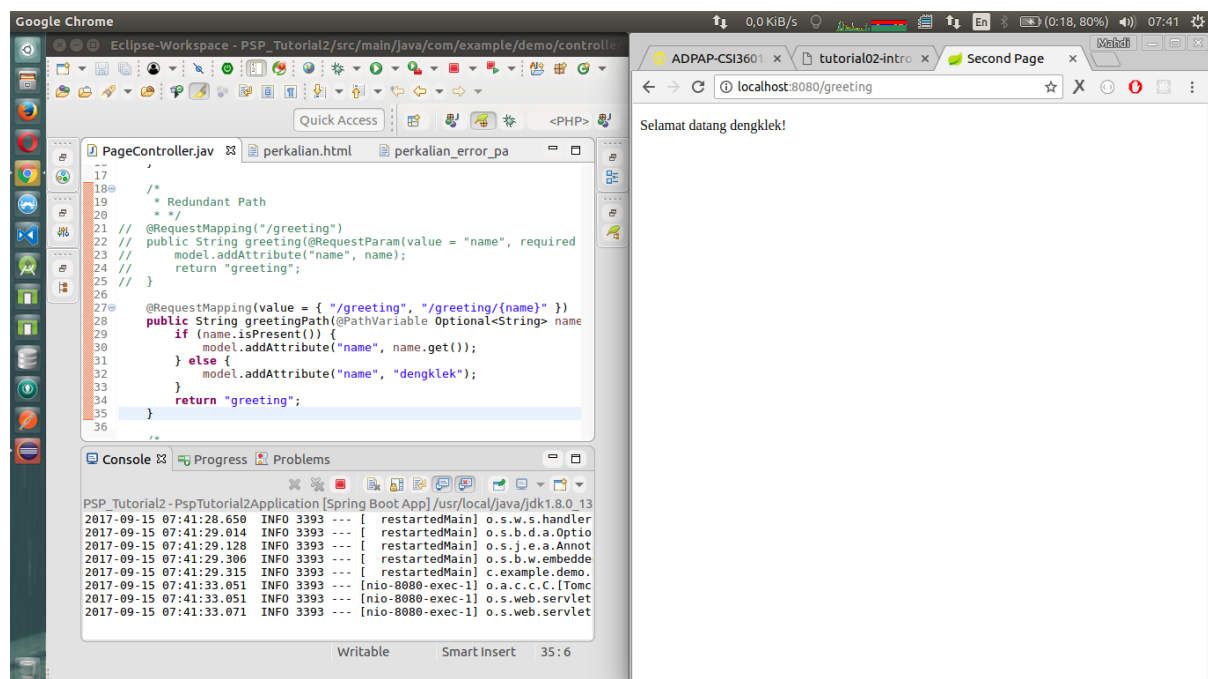 Google Chrome
0,0 KiB/s
En
(0:18, 80%)
07:41
Eclipse-Workspace - PSP_Tutorial2/src/main/java/com/example/demo/controller
Quick Access
<PHP>
PageController.jav
perkalian.html
perkalian_error_pa
17
18 /*
19 * Redundant Path
20 * */
21 // @RequestMapping("/greeting")
22 // public String greeting(@RequestParam(value = "name", required
23 // model.addAttribute("name", name);
24 // return "greeting";
25 // }
26
27 @RequestMapping(value = { "/greeting", "/greeting/{name}" })
28 public String greetingPath(@PathVariable Optional<String> name
29 if (name.isPresent()) {
30 model.addAttribute("name", name.get());
31 } else {
32 model.addAttribute("name", "dengklek");
33 }
34 return "greeting";
35 }
36
Console
Progress
Problems
PSP_Tutorial2 - PspTutorial2Application [Spring Boot App] /usr/local/java/jdk1.8.0_13
2017-09-15 07:41:28.650 INFO 3393 --- [ restartedMain] o.s.w.s.handler
2017-09-15 07:41:29.014 INFO 3393 --- [ restartedMain] o.s.b.d.a.Optio
2017-09-15 07:41:29.128 INFO 3393 --- [ restartedMain] o.s.j.e.a.Annot
2017-09-15 07:41:29.306 INFO 3393 --- [ restartedMain] o.s.b.w.embedde
2017-09-15 07:41:29.315 INFO 3393 --- [ restartedMain] c.example.demo.
2017-09-15 07:41:33.051 INFO 3393 --- [nio-8080-exec-1] o.a.c.c.C.[Tomc
2017-09-15 07:41:33.051 INFO 3393 --- [nio-8080-exec-1] o.s.web.servlet
2017-09-15 07:41:33.071 INFO 3393 --- [nio-8080-exec-1] o.s.web.servlet
Writable
Smart Insert
35 : 6
Mahdi
ADPAP-CSI3601
tutorial02-intro
Second Page
localhost:8080/greeting
Selamat datang dengklek!